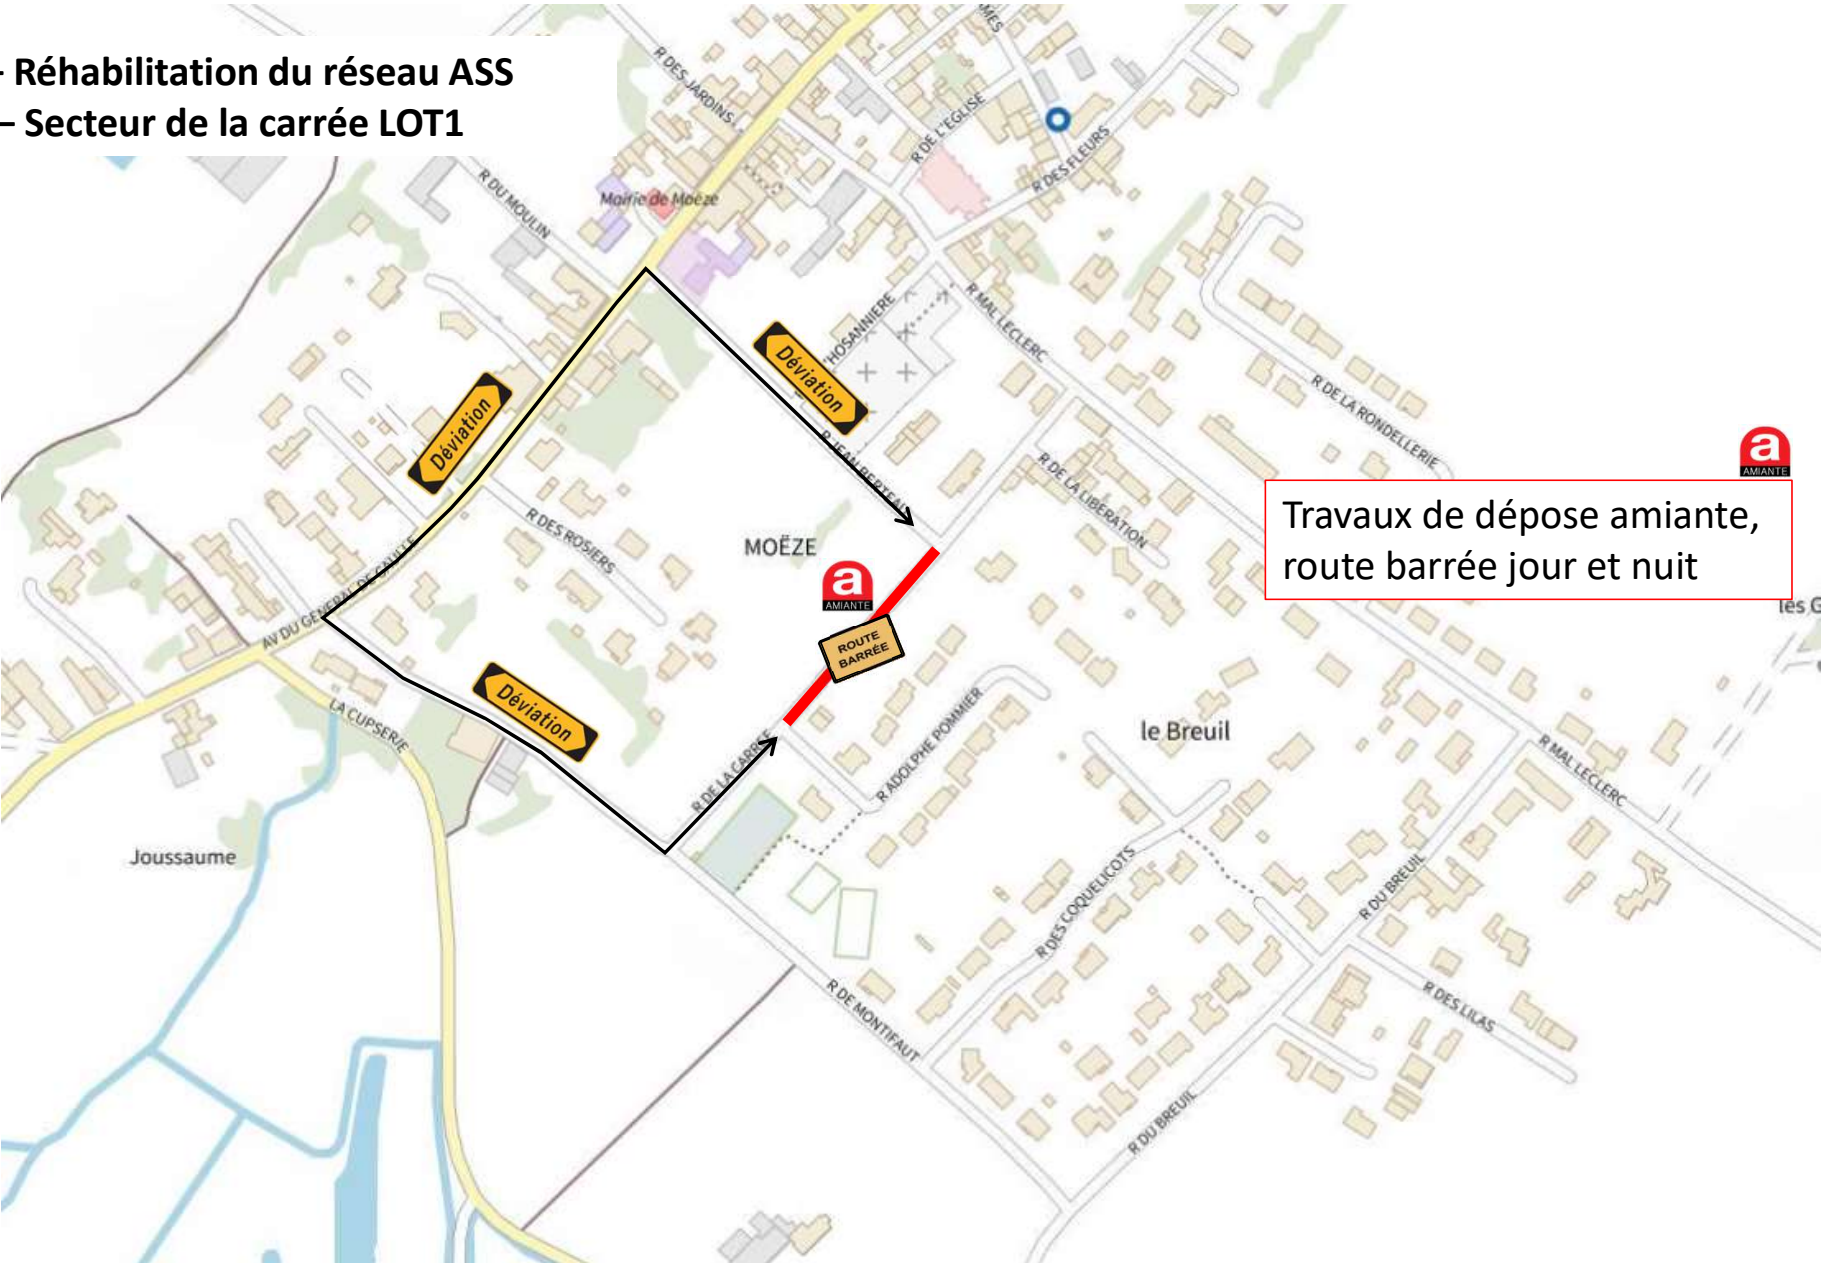 - Réhabilitation du réseau ASS
– Secteur de la carrée LOT1
R DES JARDINS
R DE L'EGLISE
R DES FLEURS
R DU MOULIN
Mairie de Moëze
'HOSANNIERE
R MAL LECLERC
Déviation
Déviation
R DE LA RONDELLERIE
a
AMIANTE
R JEAN BERTEAU
R DE LA LIBERATION
R DES ROSIERS
MOËZE
Travaux de dépose amiante,
route barrée jour et nuit
a
AMIANTE
AV DU GENERAL DE GAULLE
les G
ROUTE
BARRÉE
Déviation
LA CUPSERIE
R DE LA CARREE
R ADOLPHE POMMIER
le Breuil
R MAL LECLERC
Joussaume
R DES COQUELICOTS
R DU BREUIL
R DE MONTIFAUT
R DES LILAS
R DU BREUIL